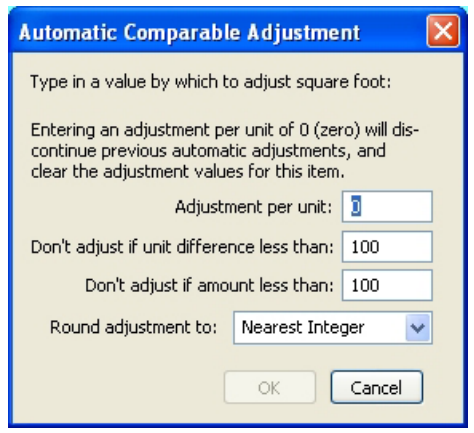 Automatic Comparable Adjustment
Type in a value by which to adjust square foot:
Entering an adjustment per unit of 0 (zero) will dis-
continue previous automatic adjustments, and
clear the adjustment values for this item.
Adjustment per unit: 0
Don't adjust if unit difference less than: 100
Don't adjust if amount less than: 100
Round adjustment to: Nearest Integer
OK Cancel